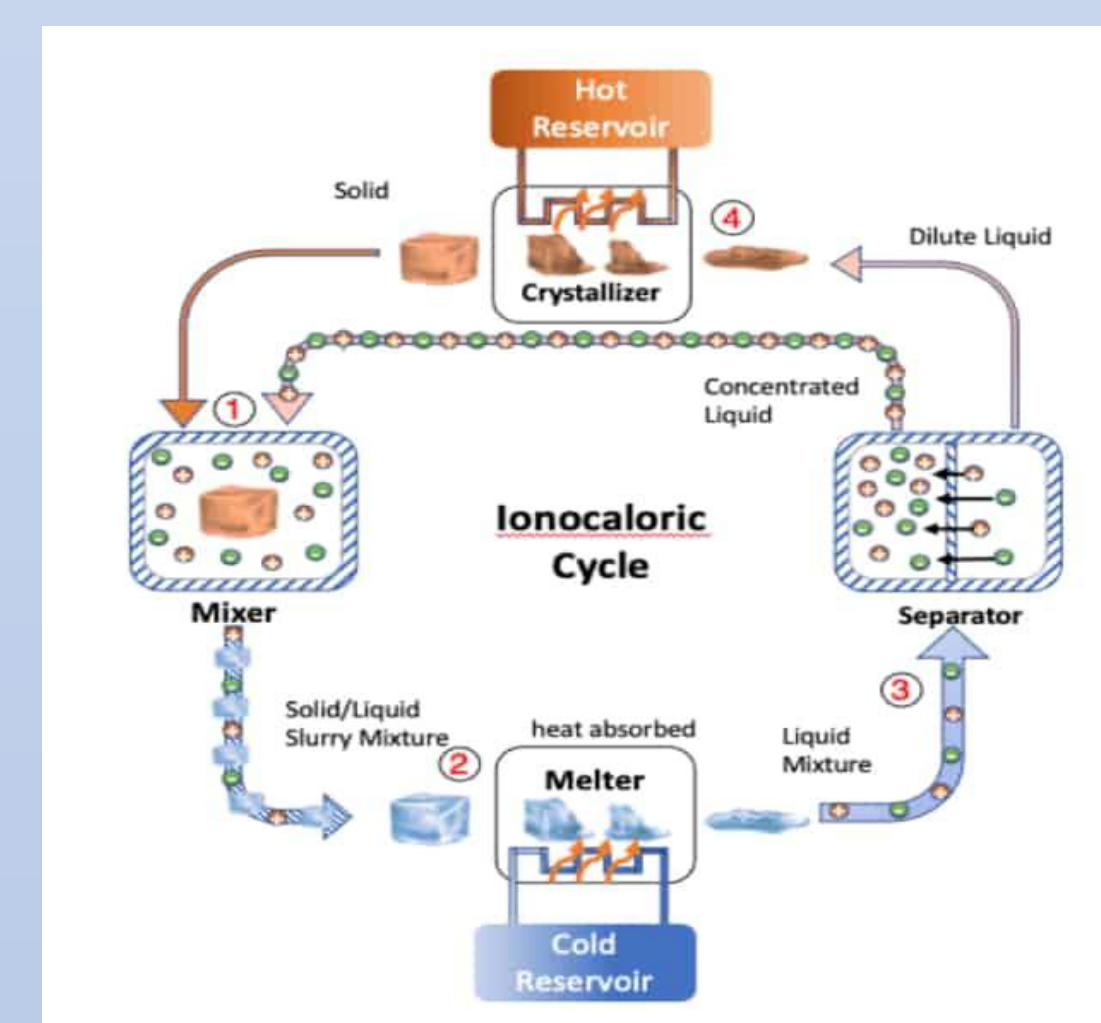 Hot
Reservoir
Solid
④
Dilute Liquid
Crystallizer
Concentrated
Liquid
①
Ionocaloric
Cycle
Mixer
Separator
③
Solid/Liquid
Slurry Mixture
②
heat absorbed
Liquid
Mixture
Melter
Cold
Reservoir